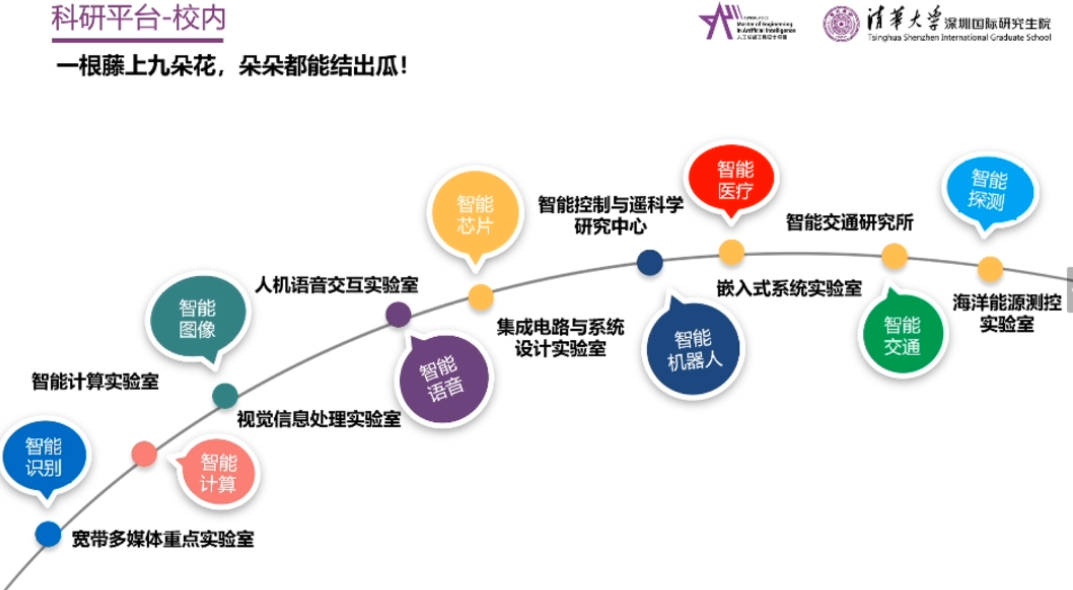 科研平台-校内
Master of Engineering
in Artificial Intelligence
清华大学深圳国际研究生院
Tsinghua Shenzhen International Graduate School
一根藤上九朵花，朵朵都能结出瓜！
智能
医疗
智能
探测
智能
芯片
智能控制与遥科学
研究中心
智能交通研究所
人机语音交互实验室
嵌入式系统实验室
海洋能源测控
实验室
智能
图像
集成电路与系统
设计实验室
智能
机器人
智能
交通
智能
语音
智能计算实验室
视觉信息处理实验室
智能
识别
智能
计算
宽带多媒体重点实验室